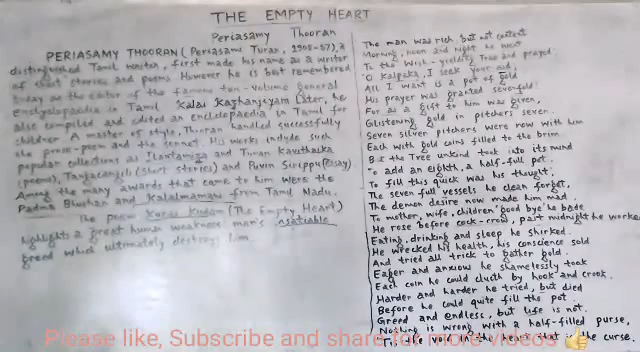 THE EMPTY HEART
Periasamy Thooran
PERIASAMY THOORAN (Periasami Turan, 1908-87), a
distinguished Tamil writer, first made his name as a writer
of short stories and poems. However he is best remembered
today as the editor of the famous ten-volume general
encyclopaedia in Tamil Kalai Kazhanjeyam Later, he
also compiled and edited an enclopaedia in Tamil for
children. A master of style, Thooran handled successfully
the prose-poem and the sonnet. His works include such
popular collections as Ilantamiza and Turan Kavithaika
(poems), Tangacangili (short stories) and Puvin Sirippu (Essay)
Among the many awards that came to him were the
Padma Bhushan and Kalaimamani from Tamil Nadu.
The poem Kurai Kudam (The Empty Heart)
highlights a great human weakness man's insatiable
greed which ultimately destroy him.
The man was rich but not content
Morning, noon and night he went
To the Wish-yielding Tree and prayed
'O Kalpaka, I seek your aid;
All I want is a pot of gold
His prayer was granted sevenfold!
For as a gift to him was given,
Glistening gold in pitchers seven.
Seven silver pitchers were now with him
Each with gold coins filled to the brim
But the Tree unkind took into its mind
To add an eighth, a half-full pot.
To fill this quick was his thought,
The seven full vessels he clean forget,
The demon desire now made him mad.
To mother, wife, children 'good bye' he bade
He rose before cock-crow, past midnight he worked
Eating, drinking and sleep he shirked.
He wrecked his health, his conscience sold
And tried all trick to gather gold.
Eager and anxiow he shamelessly took
Each coin he could clutch by hook and crook.
Harder and harder he tried, but died
Before he could quite fill the pot.
Greed and endless, but life is not.
Nothing is wrong with a half-filled purse,
void in the heart that he curse.
Please like, Subscribe and share for more videos 👍